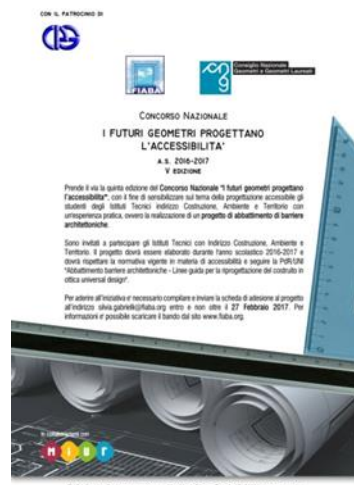 CON IL PATROCINIO DI
FIABA
Consiglio Nazionale
Geometri e Geometri Laureati
CONCORSO NAZIONALE
I FUTURI GEOMETRI PROGETTANO
L'ACCESSIBILITA'
A.S. 2016-2017
V EDIZIONE
Prende il via la quinta edizione del Concorso Nazionale "I futuri geometri progettano
l'accessibilità", con il fine di sensibilizzare sul tema della progettazione accessibile gli
studenti degli Istituti Tecnici indirizzo Costruzione, Ambiente e Territorio con
un'esperienza pratica, ovvero la realizzazione di un progetto di abbattimento di barriere
architettoniche.
Sono invitati a partecipare gli Istituti Tecnici con Indirizzo Costruzione, Ambiente e
Territorio. Il progetto dovrà essere elaborato durante l'anno scolastico 2016-2017 e
dovrà rispettare la normativa vigente in materia di accessibilità e seguire la PdR/UNI
"Abbattimento barriere architettoniche - Linee guida per la riprogettazione del costruito in
ottica universal design".
Per aderire all'iniziativa e' necessario compilare e inviare la scheda di adesione al progetto
all'indirizzo silvia.gabrielli@fiaba.org entro e non oltre il 27 Febbraio 2017. Per
informazioni e' possibile scaricare il bando dal sito www.fiaba.org.
In collaborazione con
MIUR